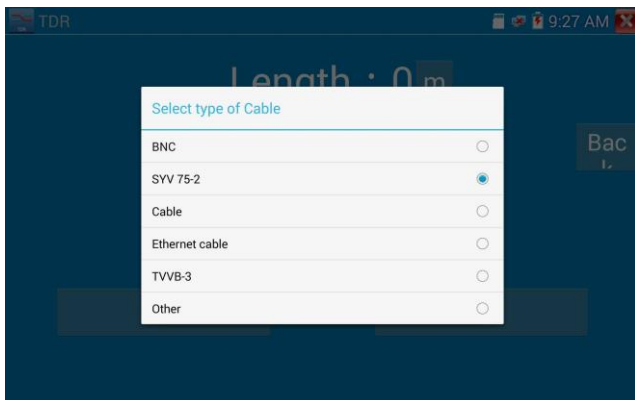 TDR 9:27 AM
Length : 0 m
Select type of Cable
BNC
Bac
k
SYV 75-2
Cable
Ethernet cable
TVVB-3
Other